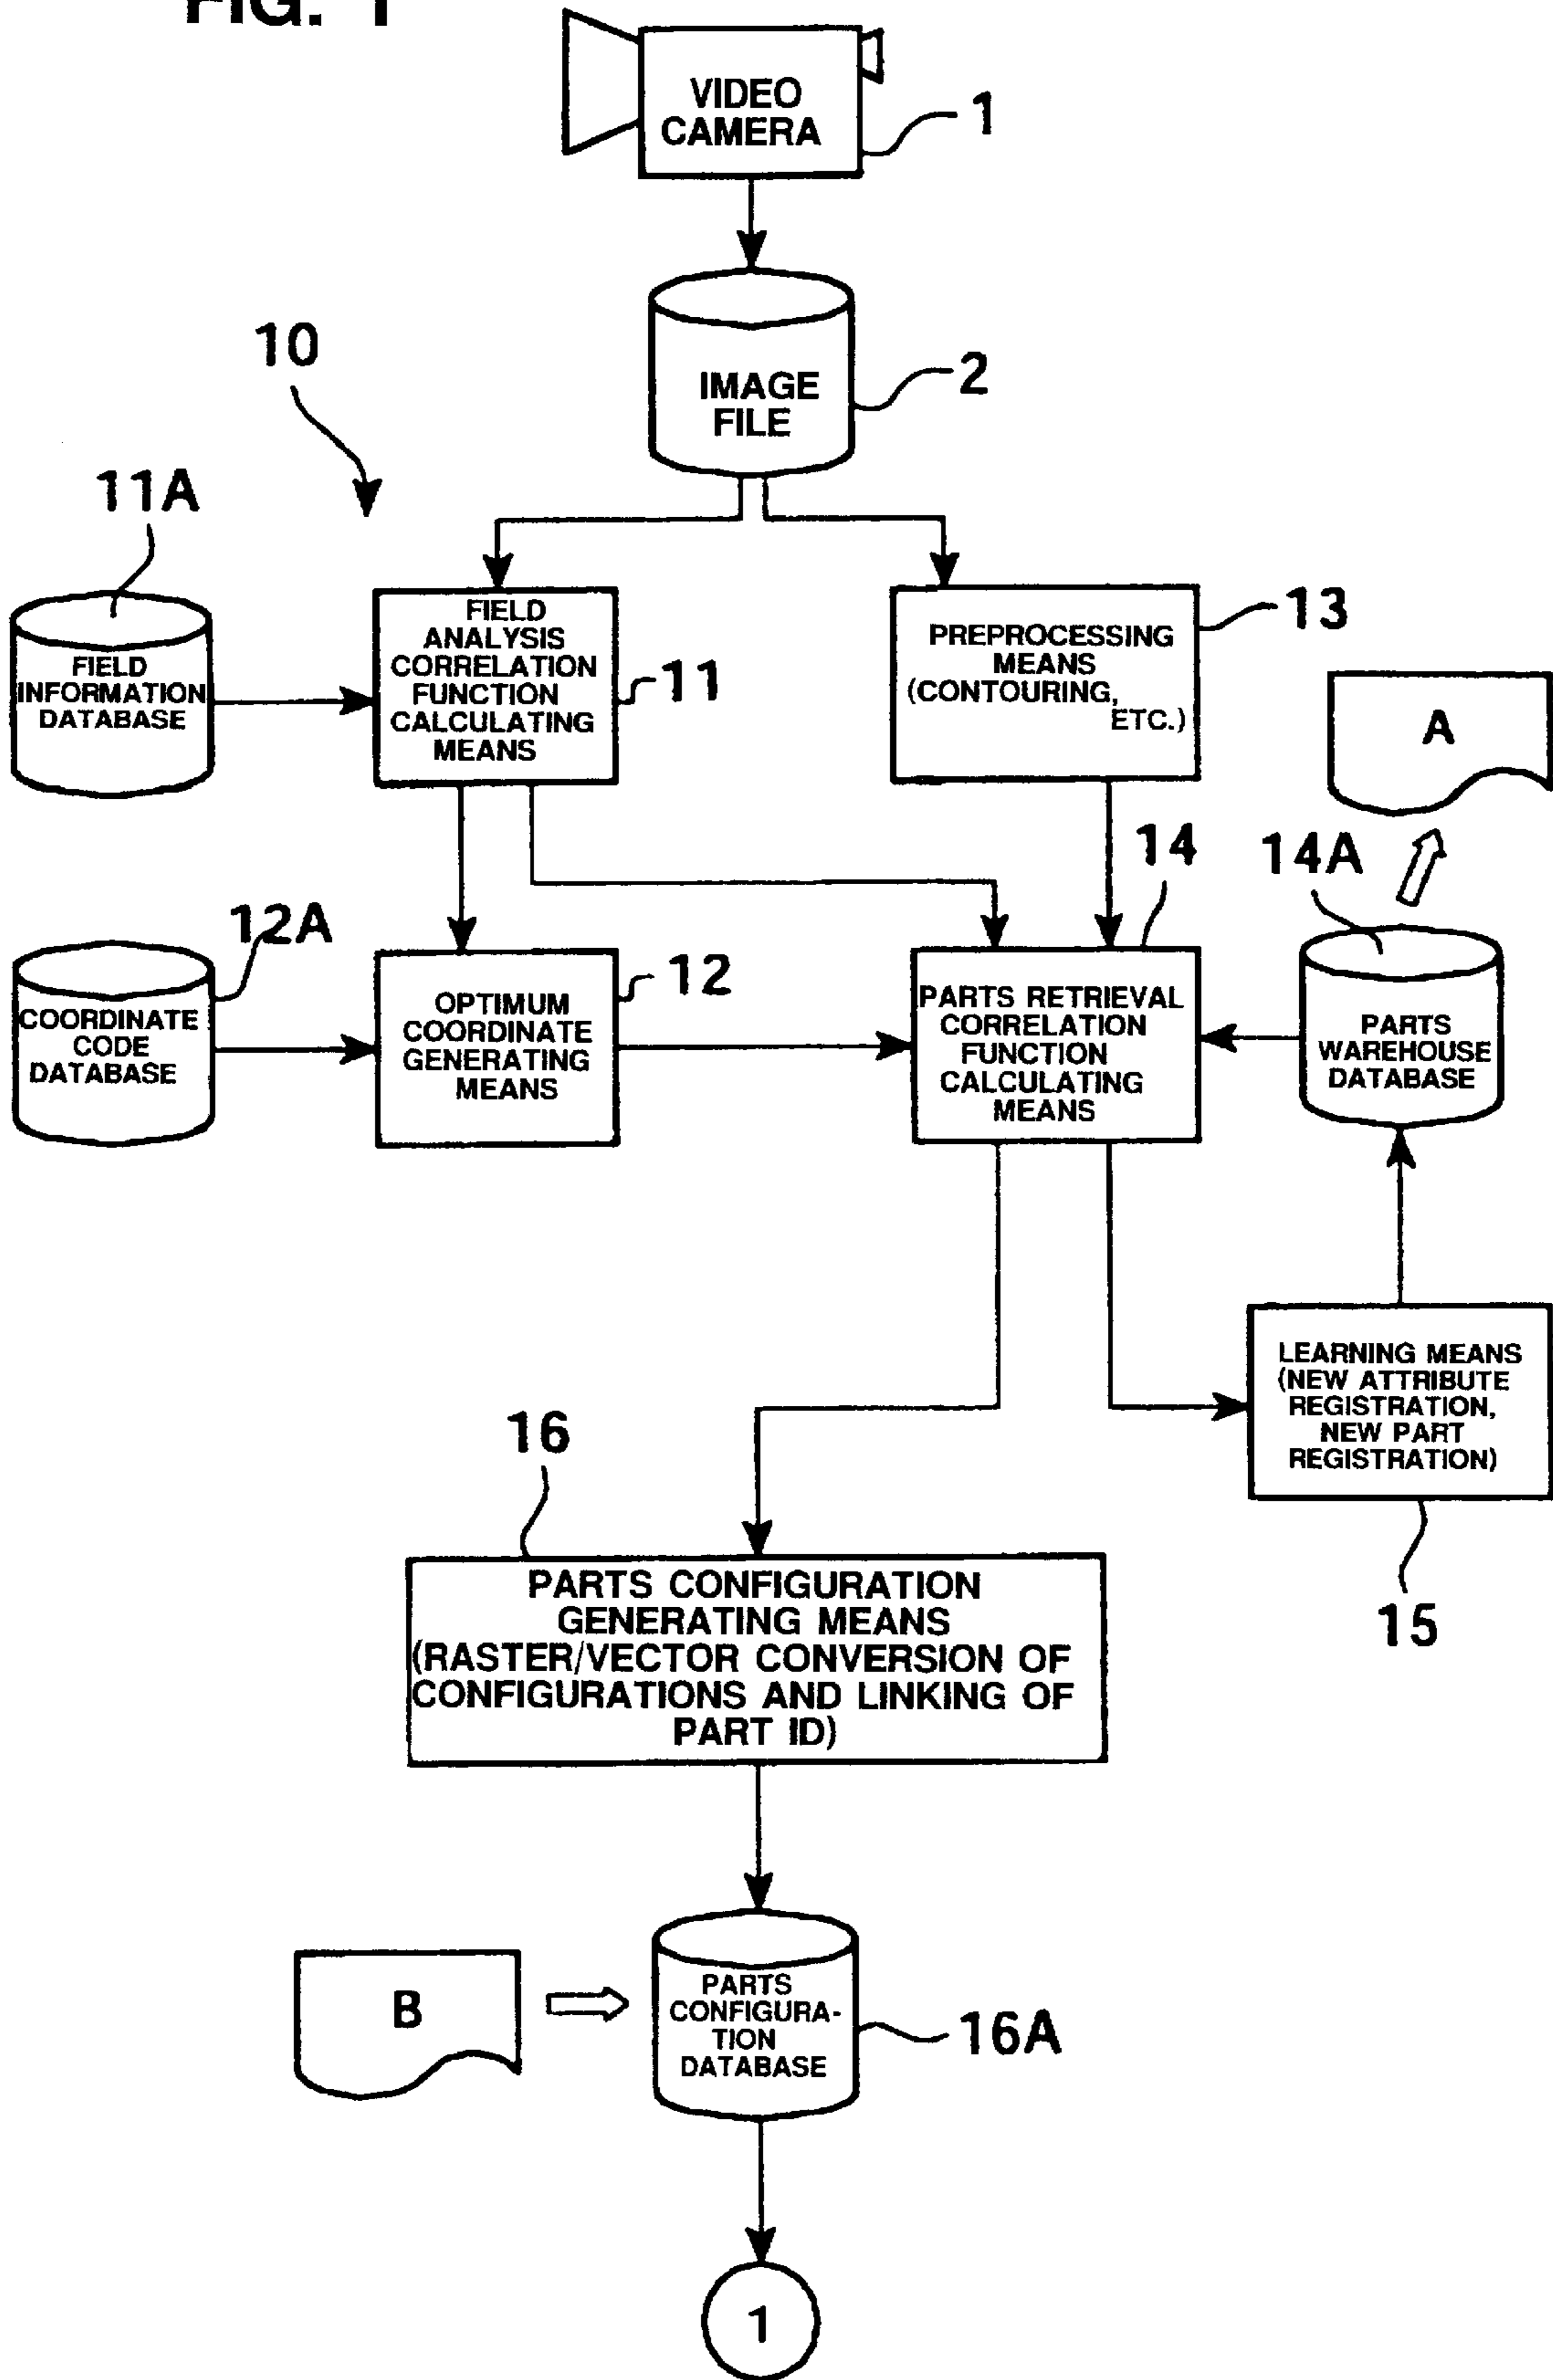 FIG. 1
VIDEO
CAMERA
1
IMAGE
FILE
2
10
11A
FIELD
INFORMATION
DATABASE
FIELD
ANALYSIS
CORRELATION
FUNCTION
CALCULATING
MEANS
11
PREPROCESSING
MEANS
(CONTOURING,
ETC.)
13
A
14
14A
12A
COORDINATE
CODE
DATABASE
OPTIMUM
COORDINATE
GENERATING
MEANS
12
PARTS RETRIEVAL
CORRELATION
FUNCTION
CALCULATING
MEANS
PARTS
WAREHOUSE
DATABASE
LEARNING MEANS
(NEW ATTRIBUTE
REGISTRATION,
NEW PART
REGISTRATION)
15
16
PARTS CONFIGURATION
GENERATING MEANS
(RASTER/VECTOR CONVERSION OF
CONFIGURATIONS AND LINKING OF
PART ID)
B
PARTS
CONFIGURA-
TION
DATABASE
16A
1